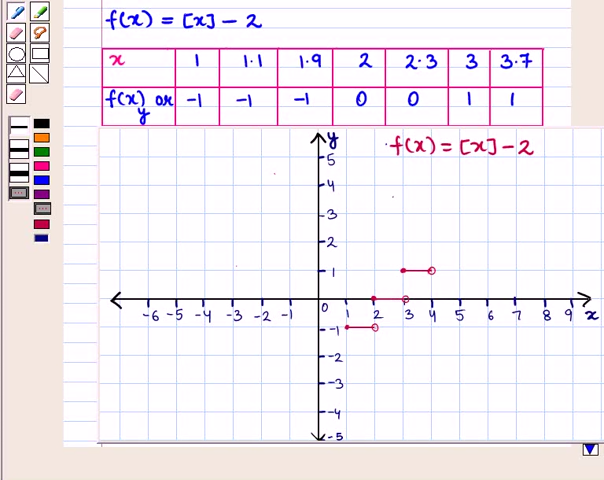 f(x) = [x] - 2
x 1 1.1 1.9 2 2.3 3 3.7
f(x) or y -1 -1 -1 0 0 1 1
y
f(x) = [x] - 2
5
4
3
2
1
-6 -5 -4 -3 -2 -1 0 1 2 3 4 5 6 7 8 9 x
-1
-2
-3
-4
-5